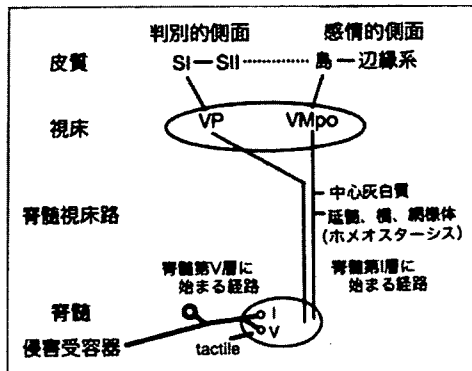 判別的側面 感情的側面
皮質 SI―SII………島―辺縁系
視床 VP VMpo
中心灰白質
脊髄視床路 延髄、橋、網様体
(ホメオスターシス)
脊髄第V層に 脊髄第I層に
始まる経路 始まる経路
脊髄 I
侵害受容器 V
tactile